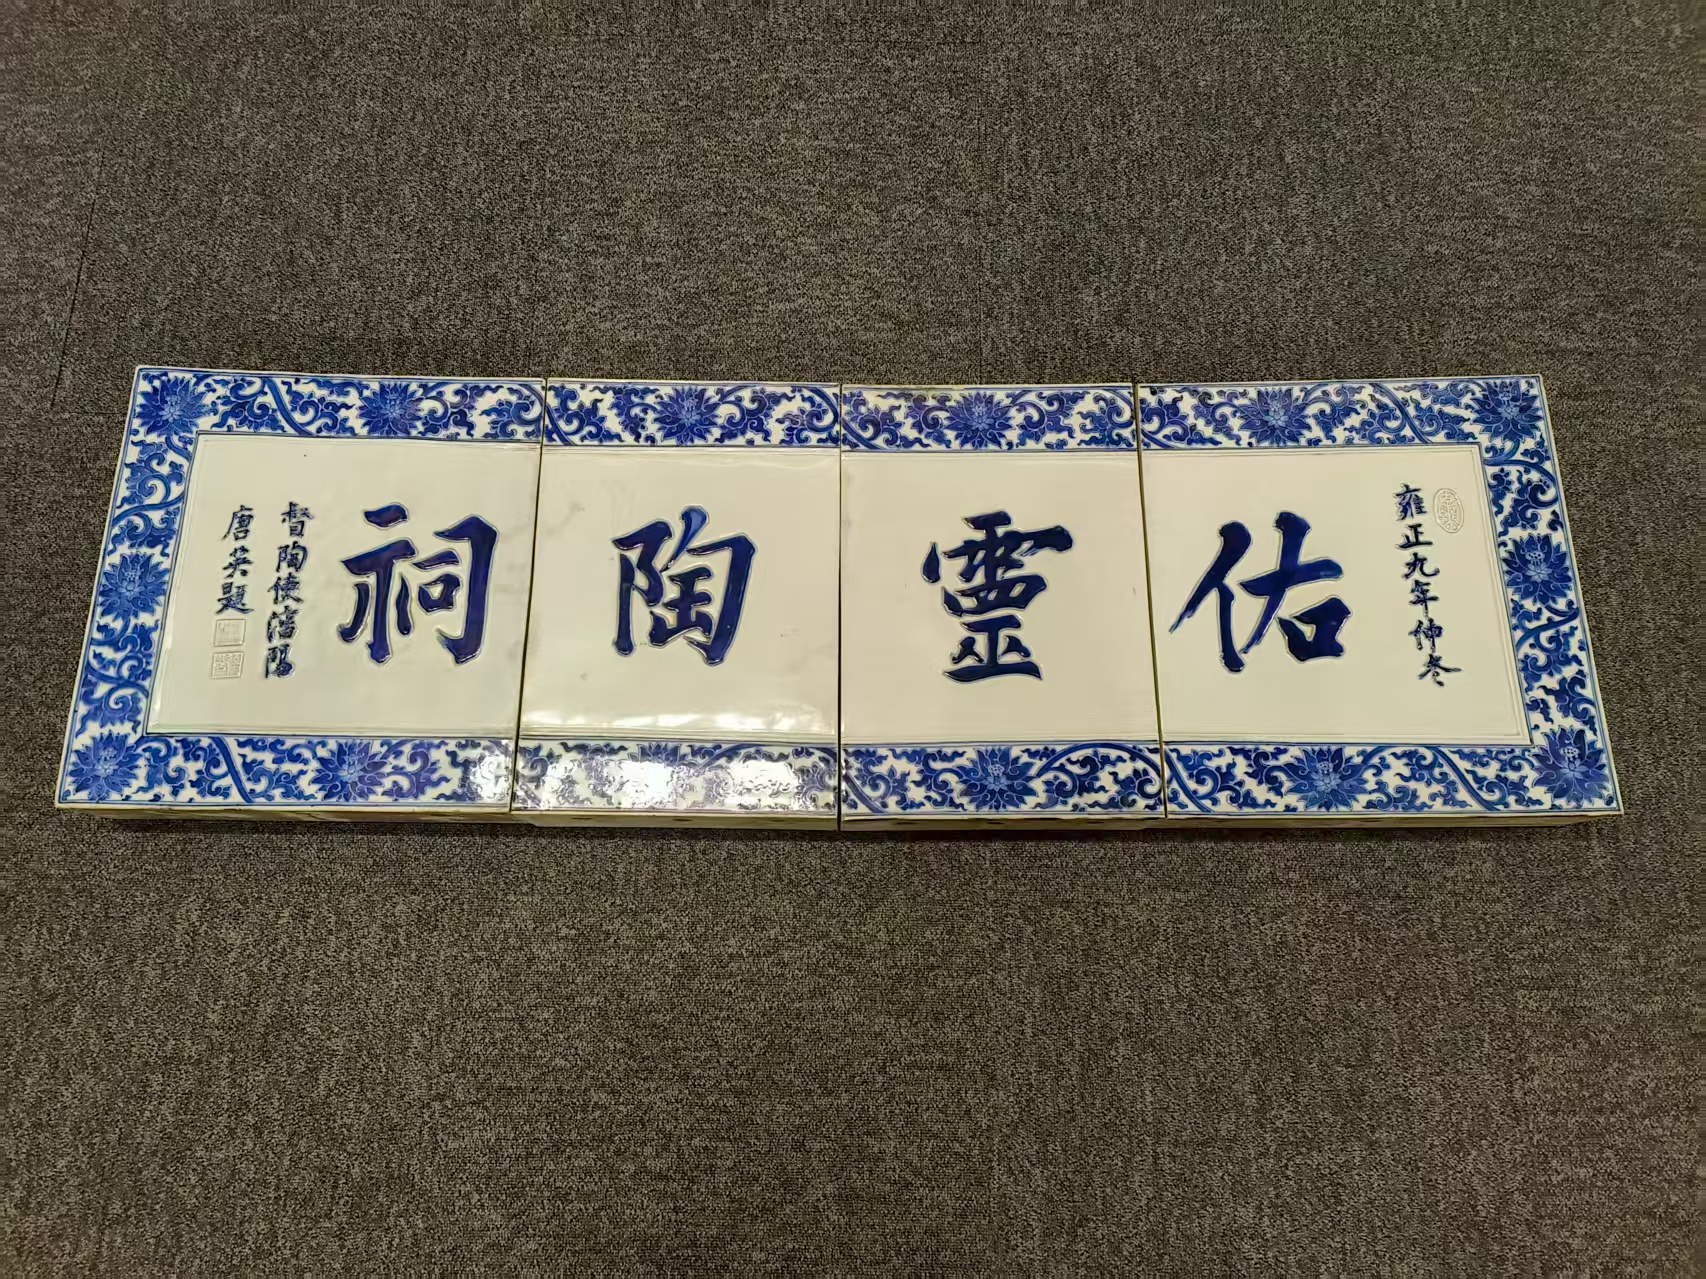 雍正九年仲冬
佑靈陶祠
督陶使瀋陽
唐英題